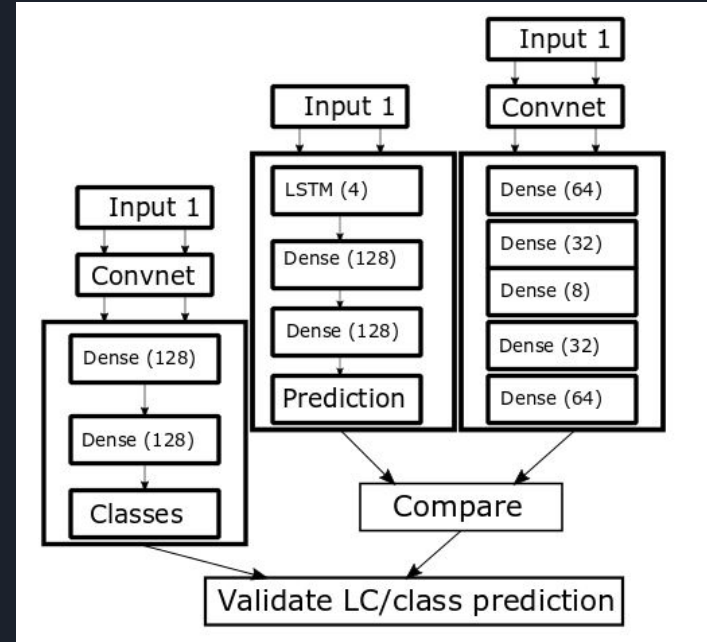 Input 1
Convnet
Dense (128)
Dense (128)
Classes
Input 1
LSTM (4)
Dense (128)
Dense (128)
Prediction
Input 1
Convnet
Dense (64)
Dense (32)
Dense (8)
Dense (32)
Dense (64)
Compare
Validate LC/class prediction